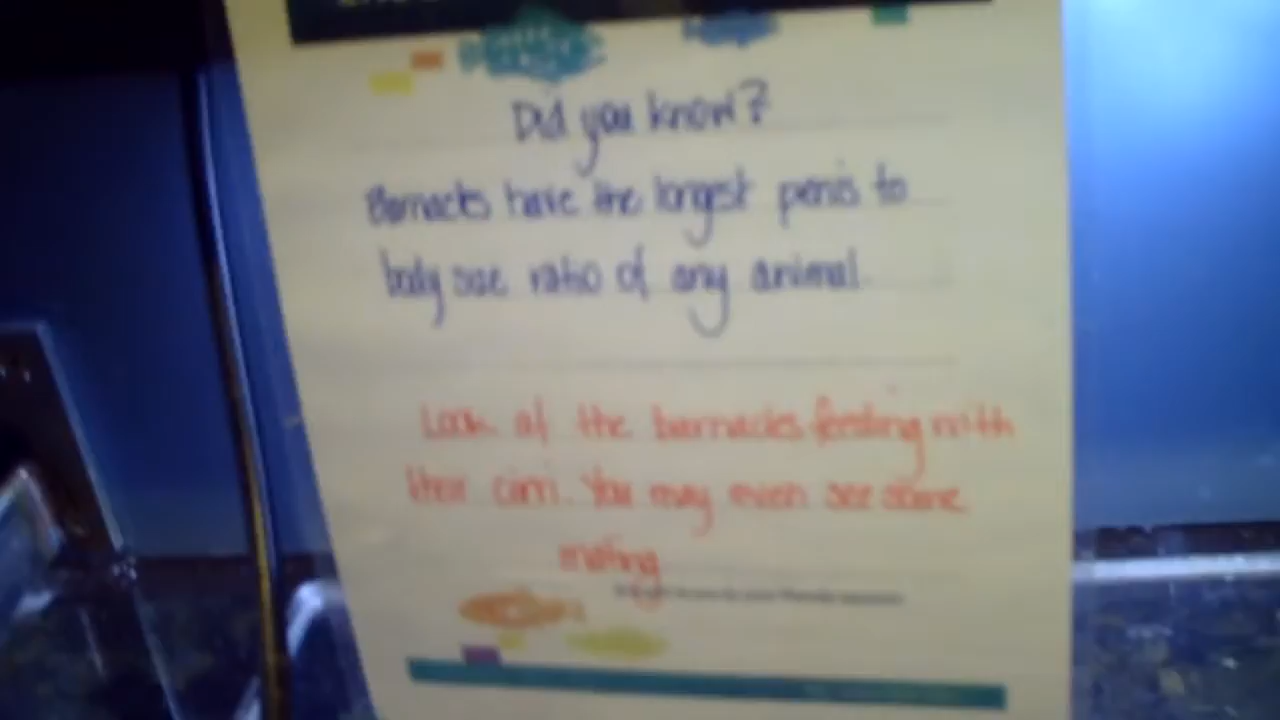 Did you know?
Barnacles have the longest penis to
body size ratio of any animal.
Look at the barnacles feeding with
their cirri. You may even see some
mating